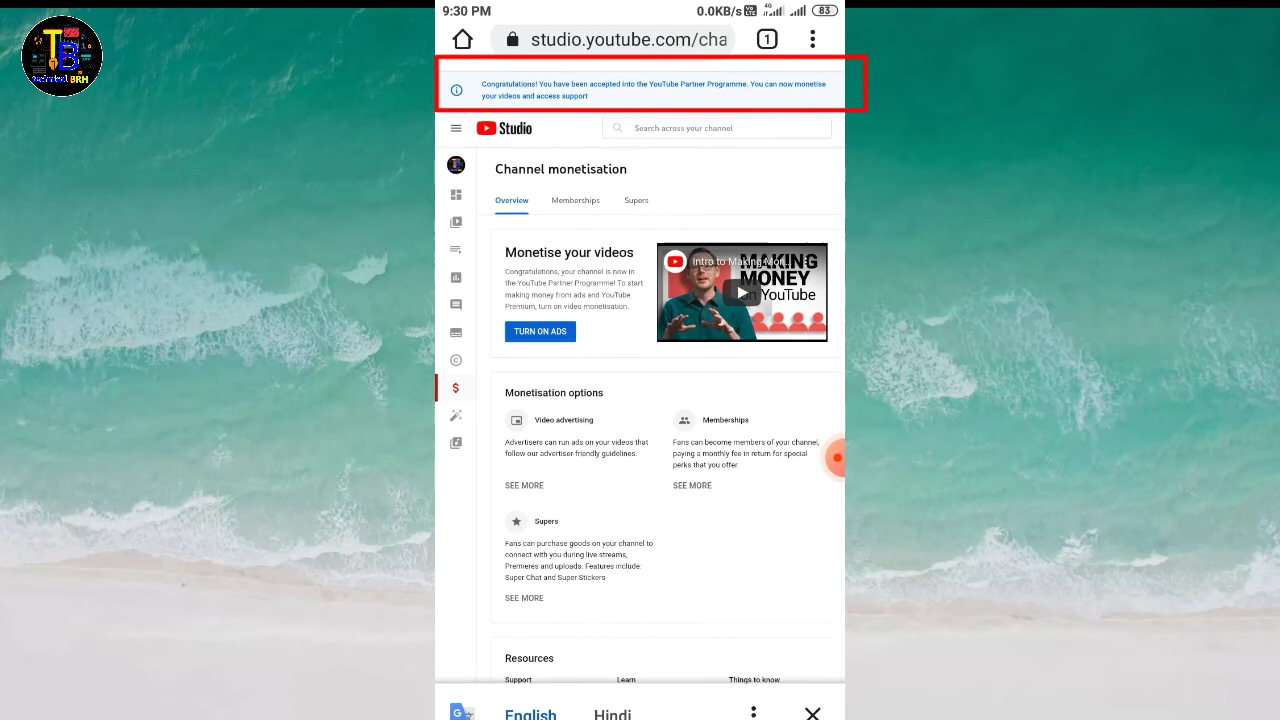 9:30 PM
0.0KB/s
4G
83
TB
Technical BRH
studio.youtube.com/cha
1
Congratulations! You have been accepted into the YouTube Partner Programme. You can now monetise
your videos and access support
Studio
Search across your channel
Channel monetisation
Overview Memberships Supers
Monetise your videos
Congratulations, your channel is now in
the YouTube Partner Programme! To start
making money from ads and YouTube
Premium, turn on video monetisation.
TURN ON ADS
Intro to Making Mon...
MAKING
MONEY
on YouTube
Monetisation options
Video advertising
Advertisers can run ads on your videos that
follow our advertiser-friendly guidelines.
SEE MORE
Memberships
Fans can become members of your channel,
paying a monthly fee in return for special
perks that you offer.
SEE MORE
Supers
Fans can purchase goods on your channel to
connect with you during live streams,
Premieres and uploads. Features include:
Super Chat and Super Stickers
SEE MORE
Resources
Support Learn Things to know
English Hindi